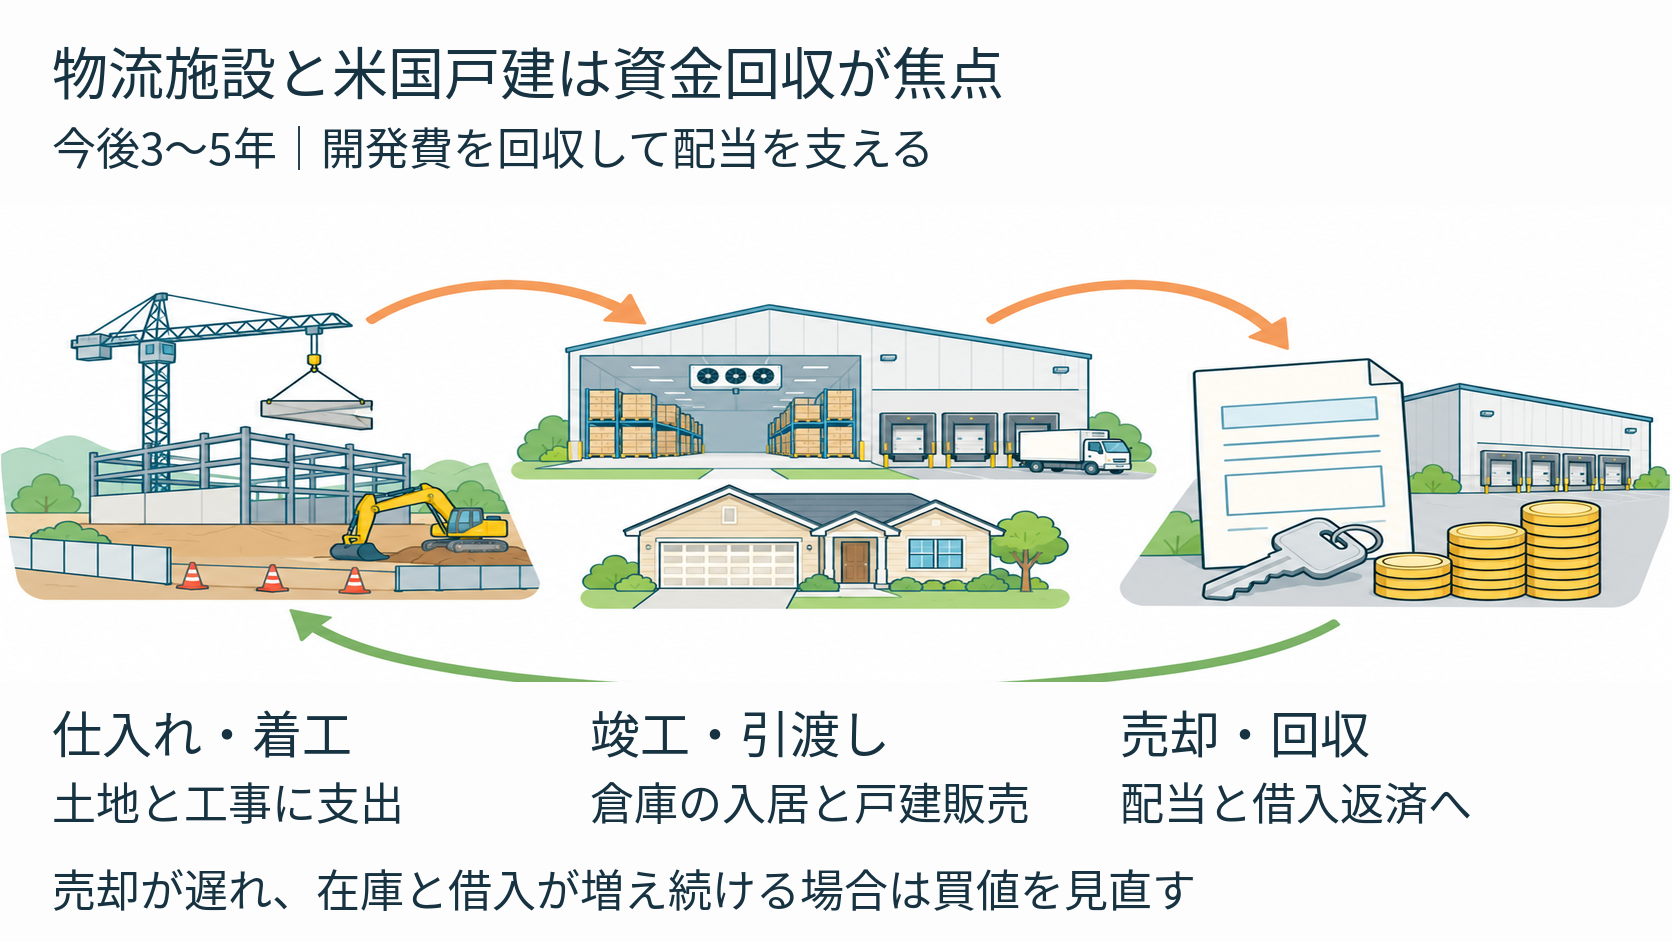 物流施設と米国戸建は資金回収が焦点
今後3〜5年｜開発費を回収して配当を支える
仕入れ・着工
土地と工事に支出
竣工・引渡し
倉庫の入居と戸建販売
売却・回収
配当と借入返済へ
売却が遅れ、在庫と借入が増え続ける場合は買値を見直す